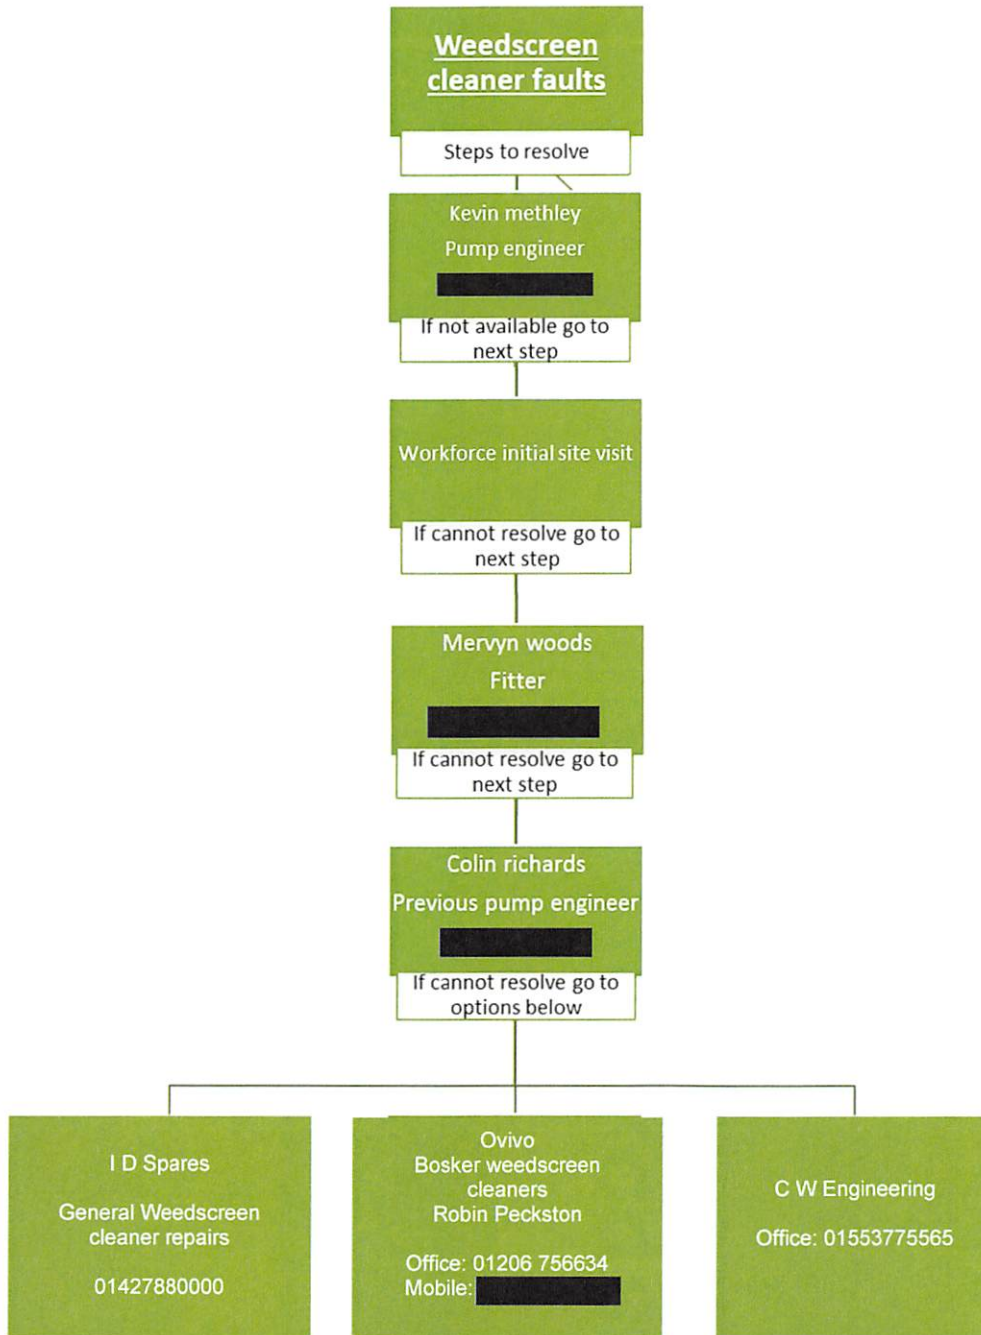 Weedscreen
cleaner faults
Steps to resolve
Kevin methley
Pump engineer
If not available go to
next step
Workforce initial site visit
If cannot resolve go to
next step
Mervyn woods
Fitter
If cannot resolve go to
next step
Colin richards
Previous pump engineer
If cannot resolve go to
options below
I D Spares
General Weedscreen
cleaner repairs
01427880000
Ovivo
Bosker weedscreen
cleaners
Robin Peckston
Office: 01206 756634
Mobile:
C W Engineering
Office: 01553775565